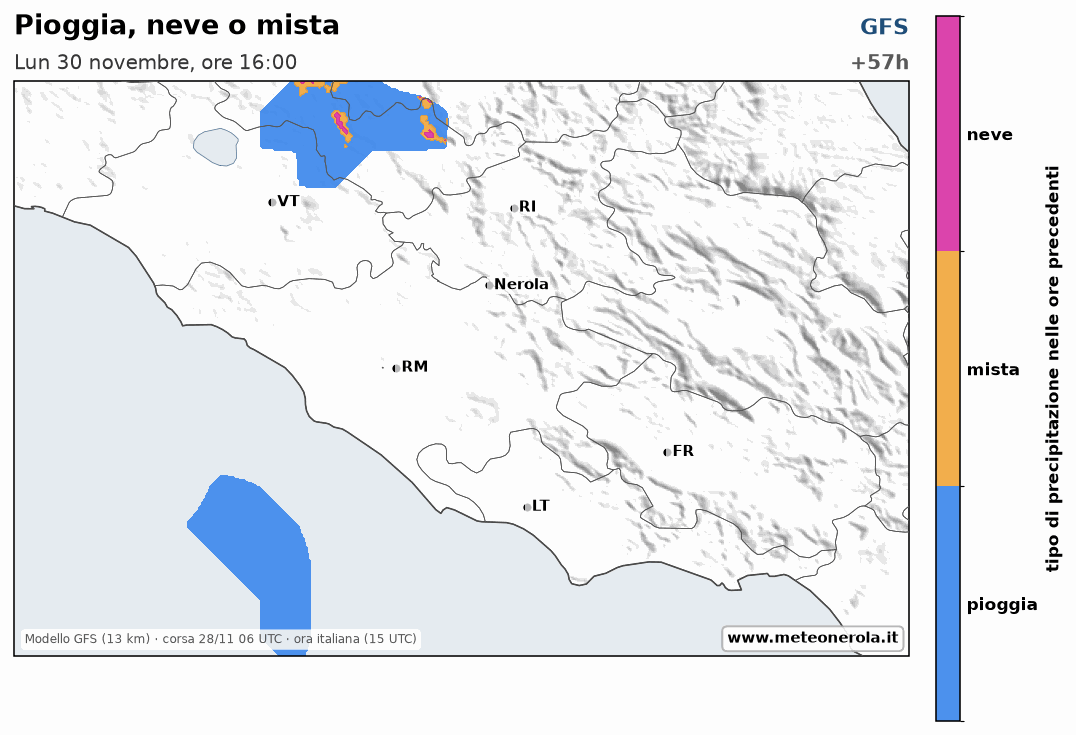 Pioggia, neve o mista
GFS
Lun 30 novembre, ore 16:00
+57h
neve
mista
pioggia
tipo di precipitazione nelle ore precedenti
VT
RI
Nerola
RM
FR
LT
Modello GFS (13 km) · corsa 28/11 06 UTC · ora italiana (15 UTC)
www.meteonerola.it